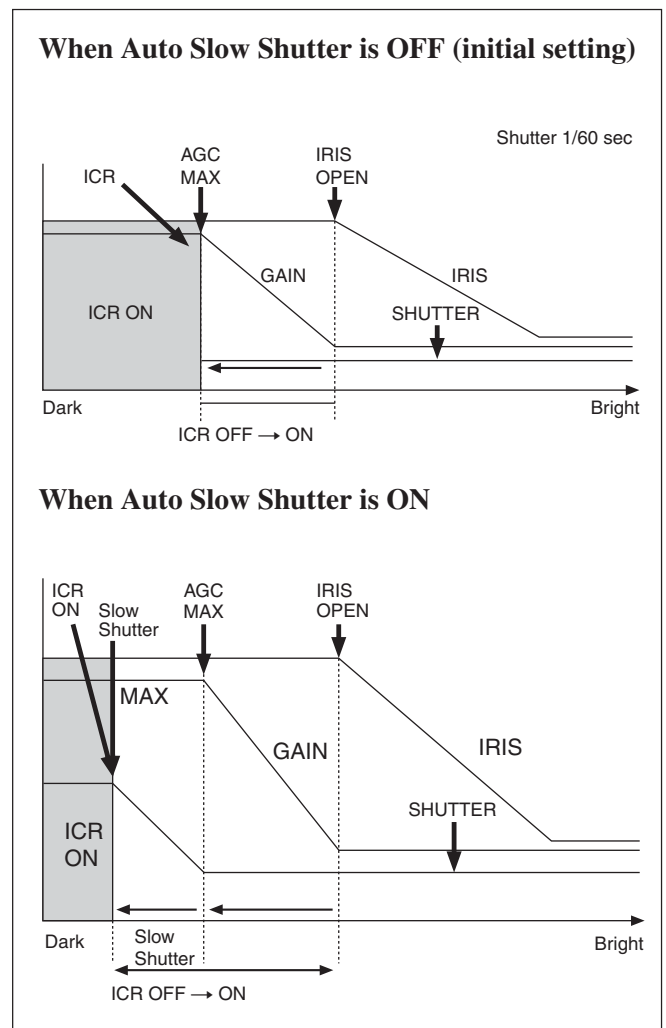 When Auto Slow Shutter is OFF (initial setting)
Shutter 1/60 sec
ICR
AGC
MAX
IRIS
OPEN
GAIN
IRIS
ICR ON
SHUTTER
Dark
Bright
ICR OFF → ON
When Auto Slow Shutter is ON
ICR
ON
Slow
Shutter
AGC
MAX
IRIS
OPEN
MAX
GAIN
IRIS
SHUTTER
ICR
ON
Dark
Slow
Shutter
Bright
ICR OFF → ON